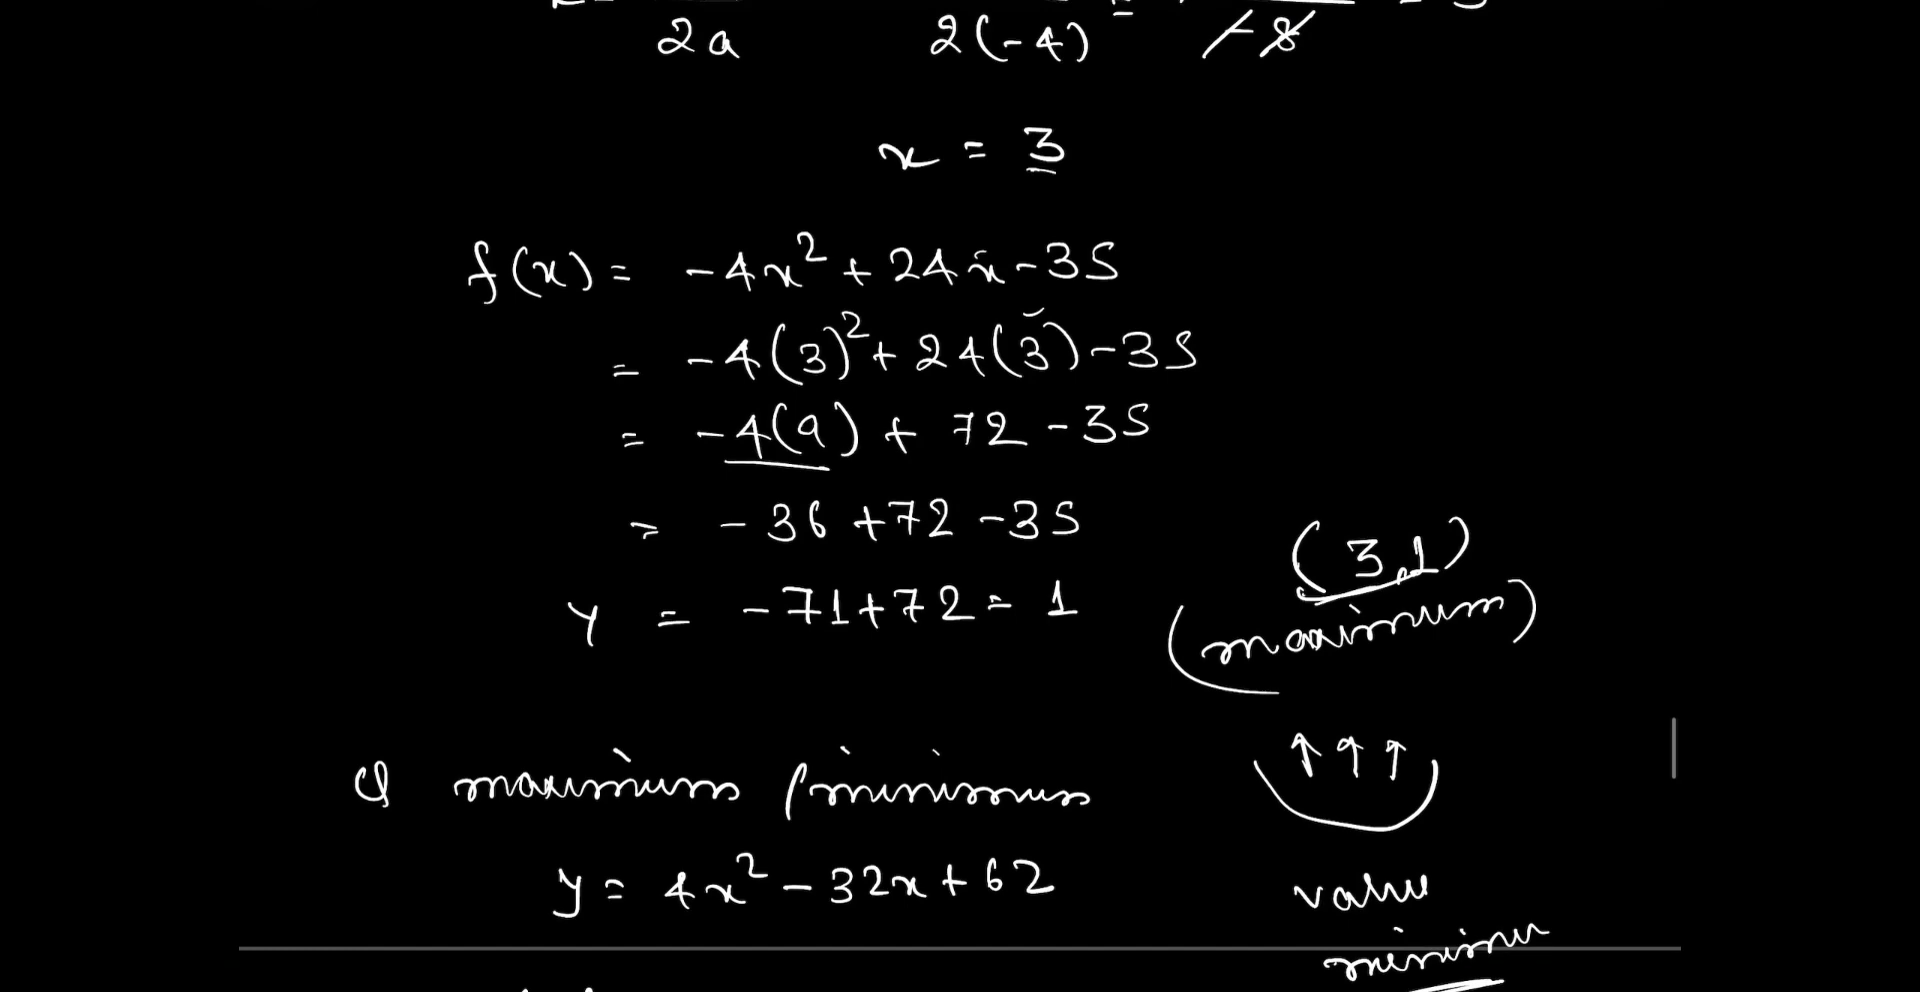 2a 2(-4) = -8
x = 3
f(x) = -4x² + 24x - 35
= -4(3)² + 24(3) - 35
= -4(9) + 72 - 35
= -36 + 72 - 35
(3,1)
y = -71 + 72 = 1
(maximum)
Q maximum / minimum
y = 4x² - 32x + 62
value